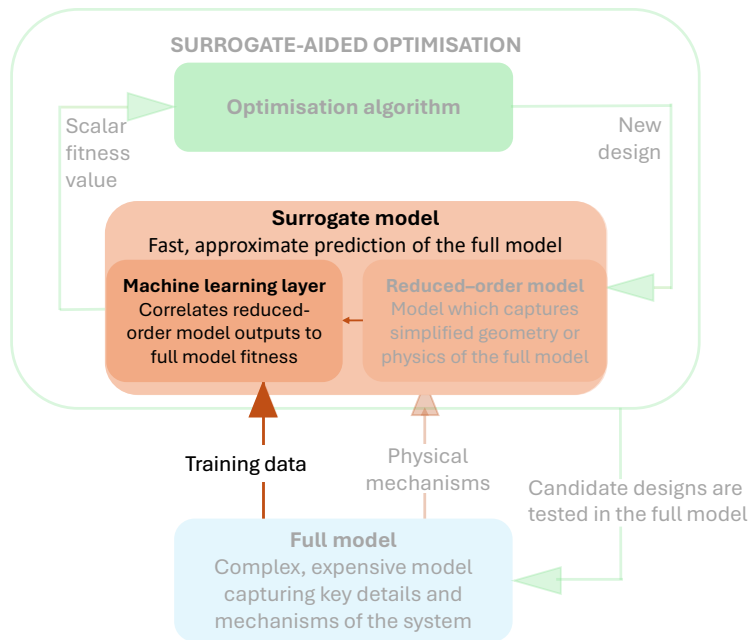 SURROGATE-AIDED OPTIMISATION
Optimisation algorithm
Scalar
fitness
value
New
design
Surrogate model
Fast, approximate prediction of the full model
Machine learning layer
Correlates reduced-
order model outputs to
full model fitness
Reduced–order model
Model which captures
simplified geometry or
physics of the full model
Training data
Physical
mechanisms
Candidate designs are
tested in the full model
Full model
Complex, expensive model
capturing key details and
mechanisms of the system